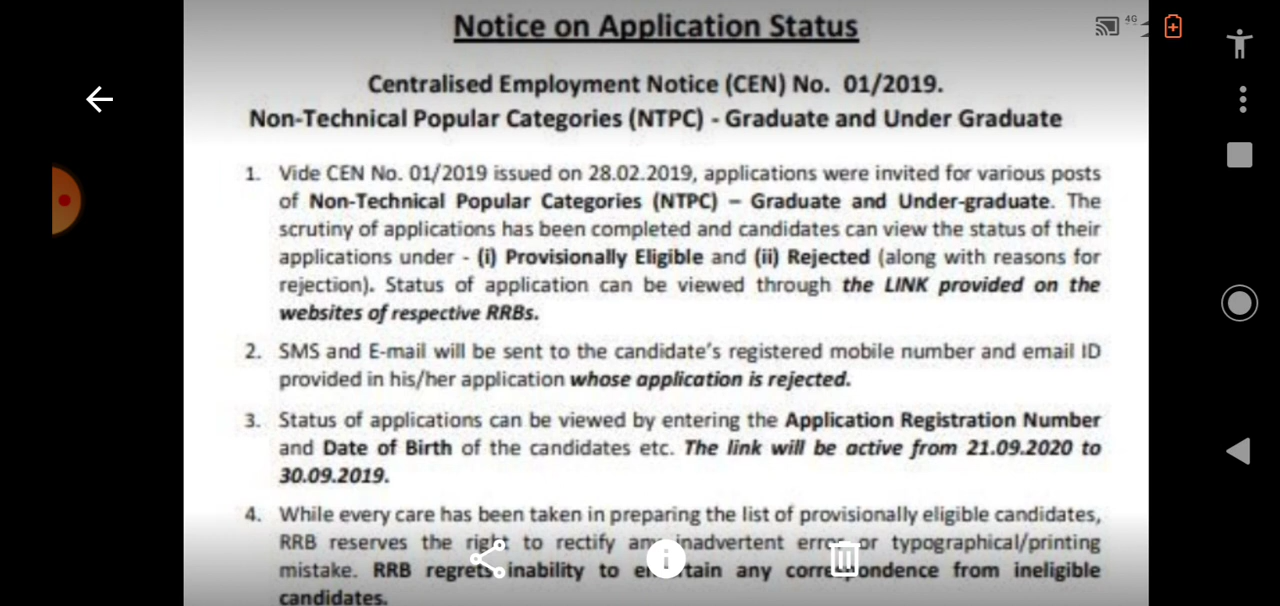 Notice on Application Status
4G
Centralised Employment Notice (CEN) No. 01/2019.
Non-Technical Popular Categories (NTPC) - Graduate and Under Graduate
1. Vide CEN No. 01/2019 issued on 28.02.2019, applications were invited for various posts
of Non-Technical Popular Categories (NTPC) – Graduate and Under-graduate. The
scrutiny of applications has been completed and candidates can view the status of their
applications under - (i) Provisionally Eligible and (ii) Rejected (along with reasons for
rejection). Status of application can be viewed through the LINK provided on the
websites of respective RRBs.
2. SMS and E-mail will be sent to the candidate's registered mobile number and email ID
provided in his/her application whose application is rejected.
3. Status of applications can be viewed by entering the Application Registration Number
and Date of Birth of the candidates etc. The link will be active from 21.09.2020 to
30.09.2019.
4. While every care has been taken in preparing the list of provisionally eligible candidates,
RRB reserves the right to rectify any inadvertent error or typographical/printing
mistake. RRB regrets inability to entertain any correspondence from ineligible
candidates.